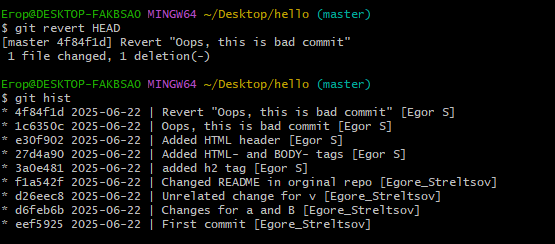 Егор@DESKTOP-FAKBSAO MINGW64 ~/Desktop/hello (master)
$ git revert HEAD
[master 4f84f1d] Revert "Oops, this is bad commit"
 1 file changed, 1 deletion(-)
Егор@DESKTOP-FAKBSAO MINGW64 ~/Desktop/hello (master)
$ git hist
* 4f84f1d 2025-06-22 | Revert "Oops, this is bad commit" [Egor S]
* 1c6350c 2025-06-22 | Oops, this is bad commit [Egor S]
* e30f902 2025-06-22 | Added HTML header [Egor S]
* 27d4a90 2025-06-22 | Added HTML- and BODY- tags [Egor S]
* 3a0e481 2025-06-22 | added h2 tag [Egor S]
* f1a542f 2025-06-22 | Changed README in orginal repo [Egore_Streltsov]
* d26eec8 2025-06-22 | Unrelated change for v [Egore_Streltsov]
* d6feb6b 2025-06-22 | Changes for a and B [Egore_Streltsov]
* eef5925 2025-06-22 | First commit [Egore_Streltsov]